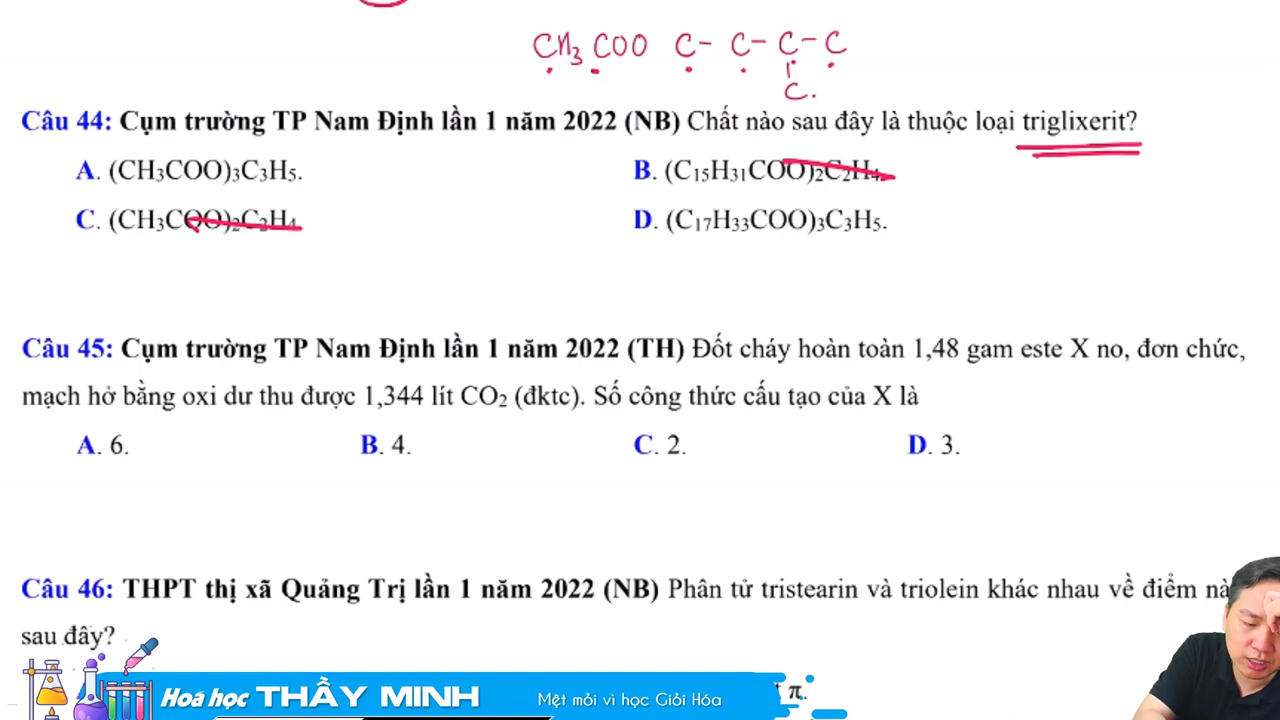 CH₃COO C- C- C- C
C.
Câu 44: Cụm trường TP Nam Định lần 1 năm 2022 (NB) Chất nào sau đây là thuộc loại triglixerit?
A. (CH₃COO)₃C₃H₅. B. (C₁₅H₃₁COO)₂C₂H₄.
C. (CH₃COO)₂C₂H₄ D. (C₁₇H₃₃COO)₃C₃H₅.
Câu 45: Cụm trường TP Nam Định lần 1 năm 2022 (TH) Đốt cháy hoàn toàn 1,48 gam este X no, đơn chức,
mạch hở bằng oxi dư thu được 1,344 lít CO₂ (đktc). Số công thức cấu tạo của X là
A. 6. B. 4. C. 2. D. 3.
Câu 46: THPT thị xã Quảng Trị lần 1 năm 2022 (NB) Phân tử tristearin và triolein khác nhau về điểm
sau đây?
Hoá học THẦY MINH Mệt mỏi vì học Giỏi Hóa π.